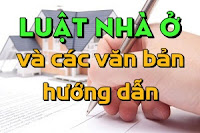 LUẬT NHÀ Ở
và các văn bản
hướng dẫn